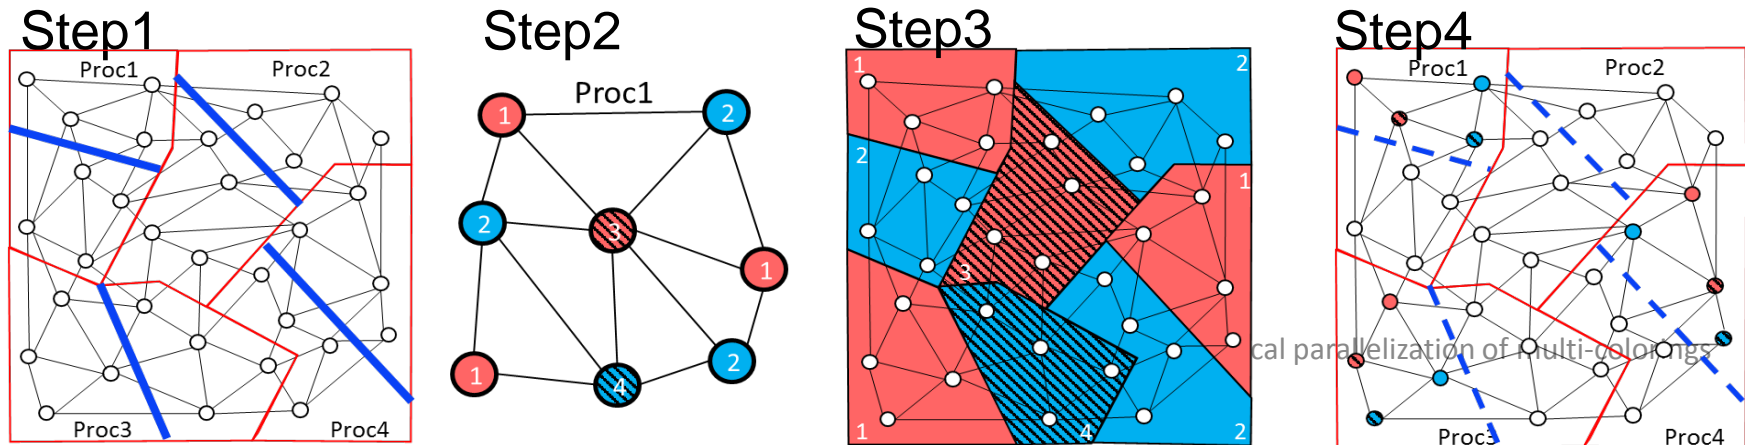 Step1
Proc1
Proc2
Proc3
Proc4
Step2
Proc1
1
2
2
3
1
1
4
2
Step3
1
2
2
1
3
1
4
2
Step4
Proc1
Proc2
cal parallelization of multi-colorings
Proc3
Proc4